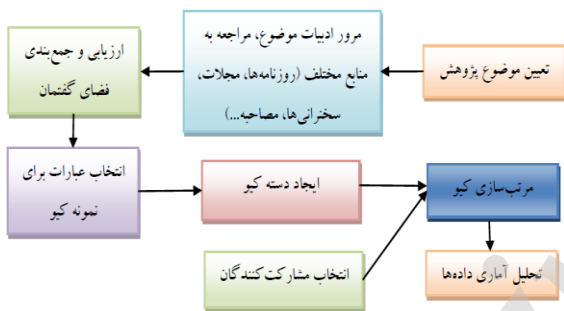 تعیین موضوع پژوهش
مرور ادبیات موضوع، مراجعه به
منابع مختلف (روزنامه‌ها، مجلات،
سخنرانی‌ها، مصاحبه...)
ارزیابی و جمع‌بندی
فضای گفتمان
انتخاب عبارات برای
نمونه کیو
ایجاد دسته کیو
مرتب‌سازی کیو
انتخاب مشارکت‌کنندگان
تحلیل آماری داده‌ها